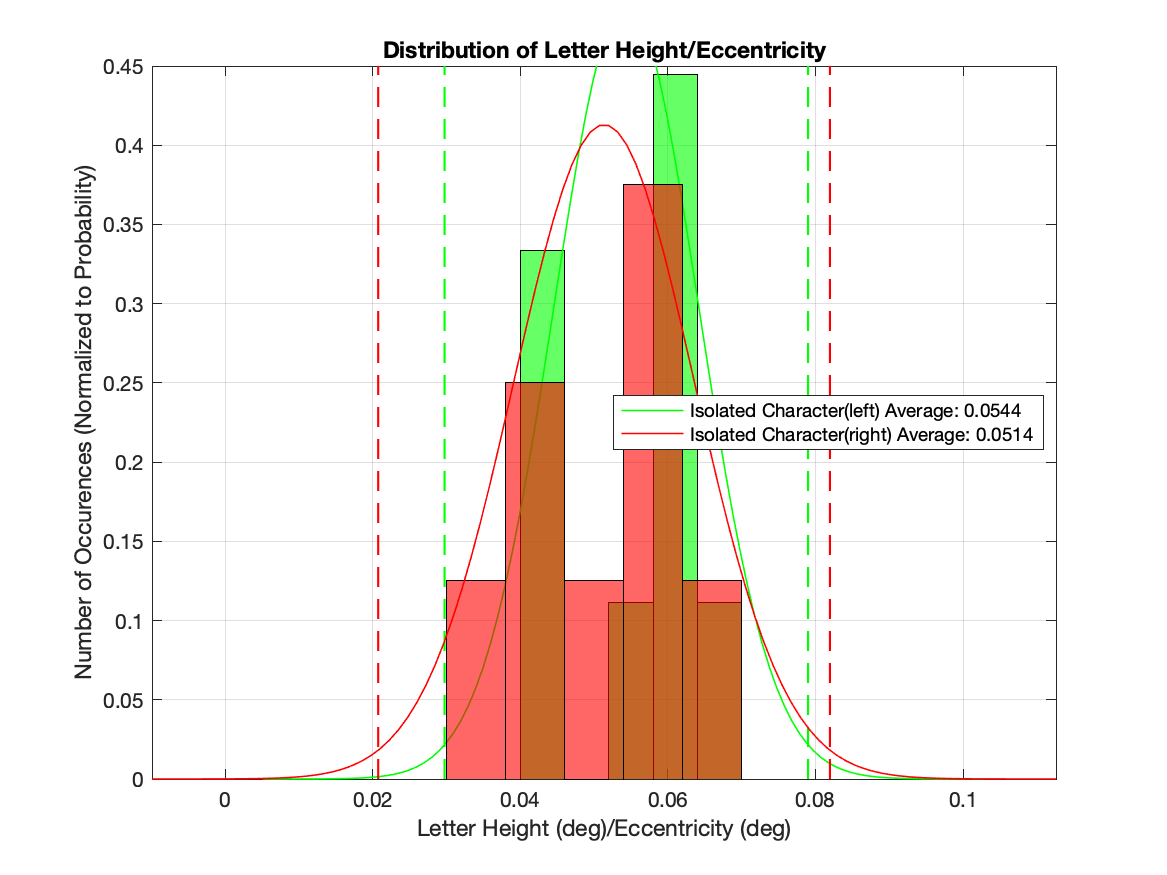 Distribution of Letter Height/Eccentricity
0.45
0.4
0.35
0.3
0.25
0.2
0.15
0.1
0.05
0
Number of Occurences (Normalized to Probability)
Isolated Character(left) Average: 0.0544
Isolated Character(right) Average: 0.0514
0 0.02 0.04 0.06 0.08 0.1
Letter Height (deg)/Eccentricity (deg)